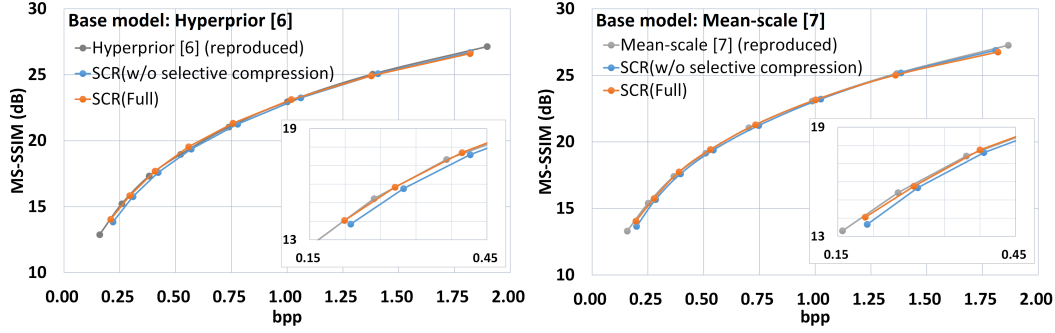 Base model: Hyperprior [6]
Hyperprior [6] (reproduced)
SCR(w/o selective compression)
SCR(Full)
MS-SSIM (dB)
30
25
20
15
10
19
13
0.15 0.45
0.00 0.25 0.50 0.75 1.00 1.25 1.50 1.75 2.00
bpp
Base model: Mean-scale [7]
Mean-scale [7] (reproduced)
SCR(w/o selective compression)
SCR(Full)
MS-SSIM (dB)
30
25
20
15
10
19
13
0.15 0.45
0.00 0.25 0.50 0.75 1.00 1.25 1.50 1.75 2.00
bpp